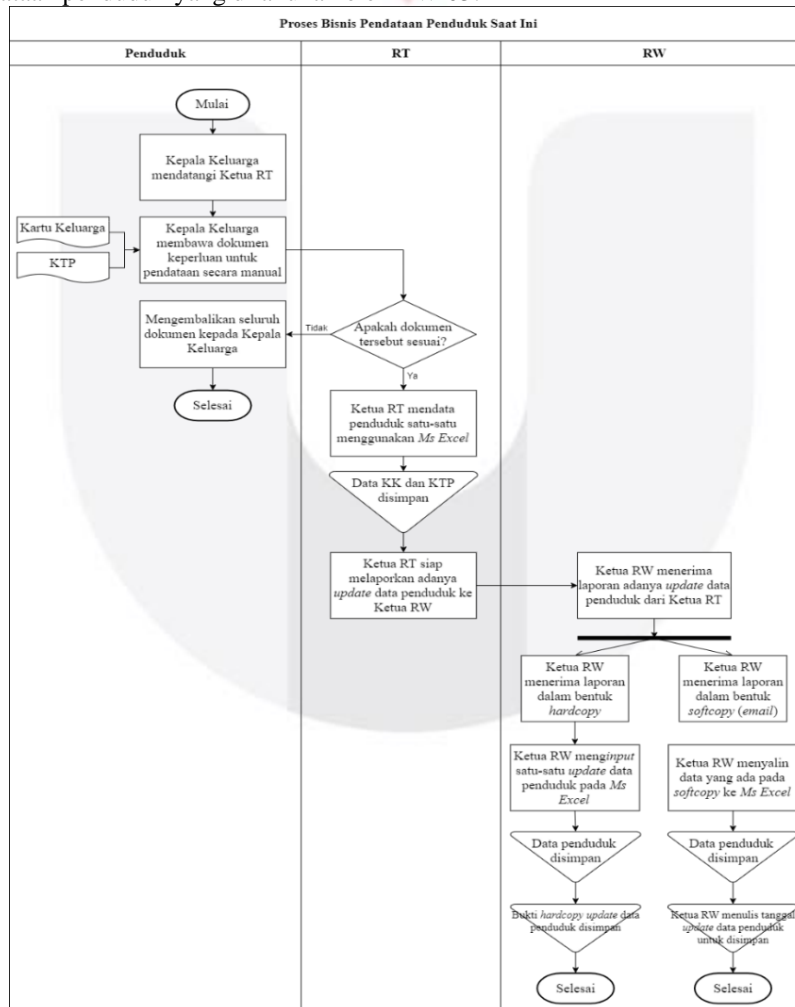 Proses Bisnis Pendataan Penduduk Saat Ini
Penduduk
RT
RW
Mulai
Kepala Keluarga
mendatangi Ketua RT
Kartu Keluarga
KTP
Kepala Keluarga
membawa dokumen
keperluan untuk
pendataan secara manual
Apakah dokumen
tersebut sesuai?
Tidak
Mengembalikan seluruh
dokumen kepada Kepala
Keluarga
Selesai
Ya
Ketua RT mendata
penduduk satu-satu
menggunakan Ms Excel
Data KK dan KTP
disimpan
Ketua RT siap
melaporkan adanya
update data penduduk ke
Ketua RW
Ketua RW menerima
laporan adanya update data
penduduk dari Ketua RT
Ketua RW
menerima laporan
dalam bentuk
hardcopy
Ketua RW menginput
satu-satu update data
penduduk pada Ms
Excel
Data penduduk
disimpan
Bukti hardcopy update data
penduduk disimpan
Selesai
Ketua RW
menerima laporan
dalam bentuk
softcopy (email)
Ketua RW menyalin
data yang ada pada
softcopy ke Ms Excel
Data penduduk
disimpan
Ketua RW menulis tanggal
update data penduduk
untuk disimpan
Selesai